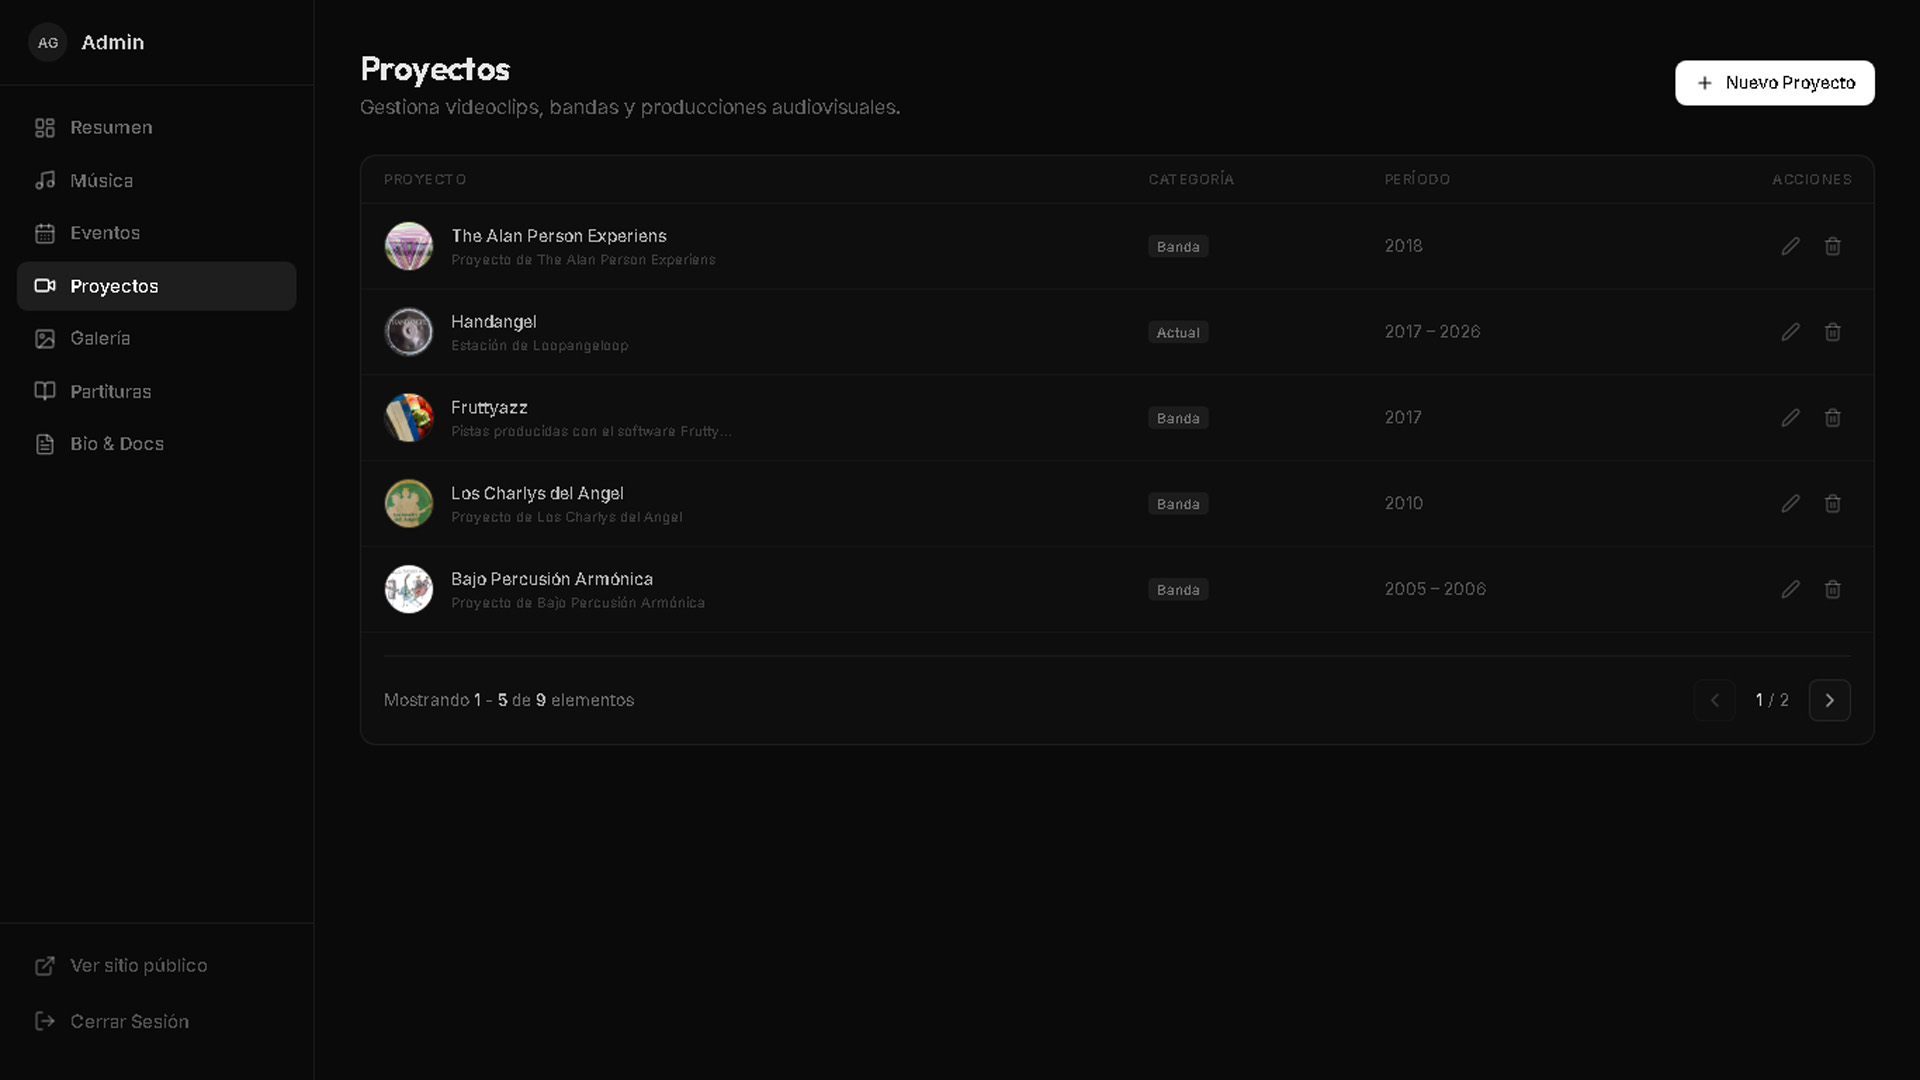 AG Admin
Resumen
Música
Eventos
Proyectos
Galería
Partituras
Bio & Docs
Ver sitio público
Cerrar Sesión
Proyectos
Gestiona videoclips, bandas y producciones audiovisuales.
+ Nuevo Proyecto
PROYECTO CATEGORÍA PERÍODO ACCIONES
The Alan Person Experiens
Proyecto de The Alan Person Experiens
Banda 2018
Handangel
Estación de Loopangeloop
Actual 2017 – 2026
Fruttyazz
Pistas producidas con el software Frutty...
Banda 2017
Los Charlys del Angel
Proyecto de Los Charlys del Angel
Banda 2010
Bajo Percusión Armónica
Proyecto de Bajo Percusión Armónica
Banda 2005 – 2006
Mostrando 1 - 5 de 9 elementos
1 / 2